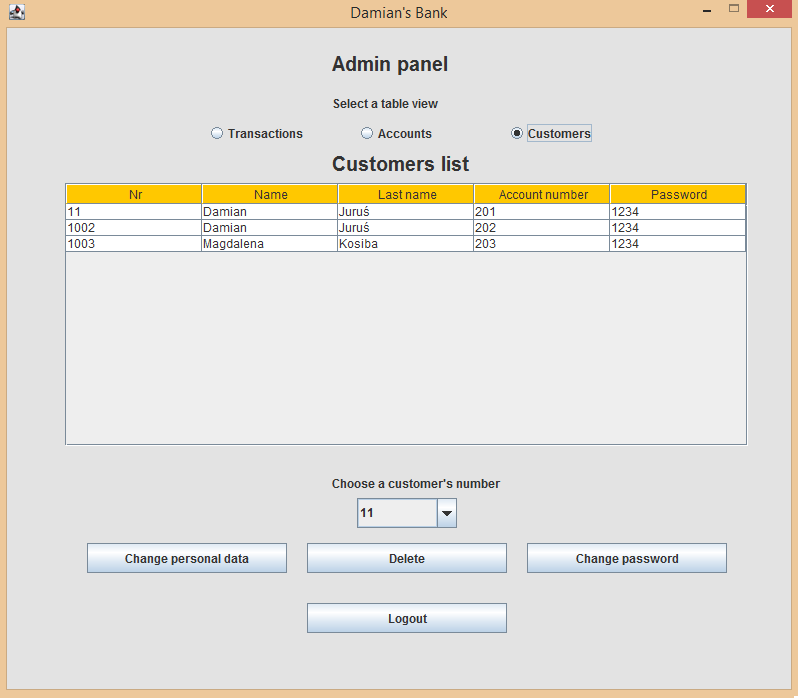 Damian's Bank
Admin panel
Select a table view
Transactions Accounts Customers
Customers list
Nr Name Last name Account number Password
11 Damian Juruś 201 1234
1002 Damian Juruś 202 1234
1003 Magdalena Kosiba 203 1234
Choose a customer's number
11
Change personal data Delete Change password
Logout